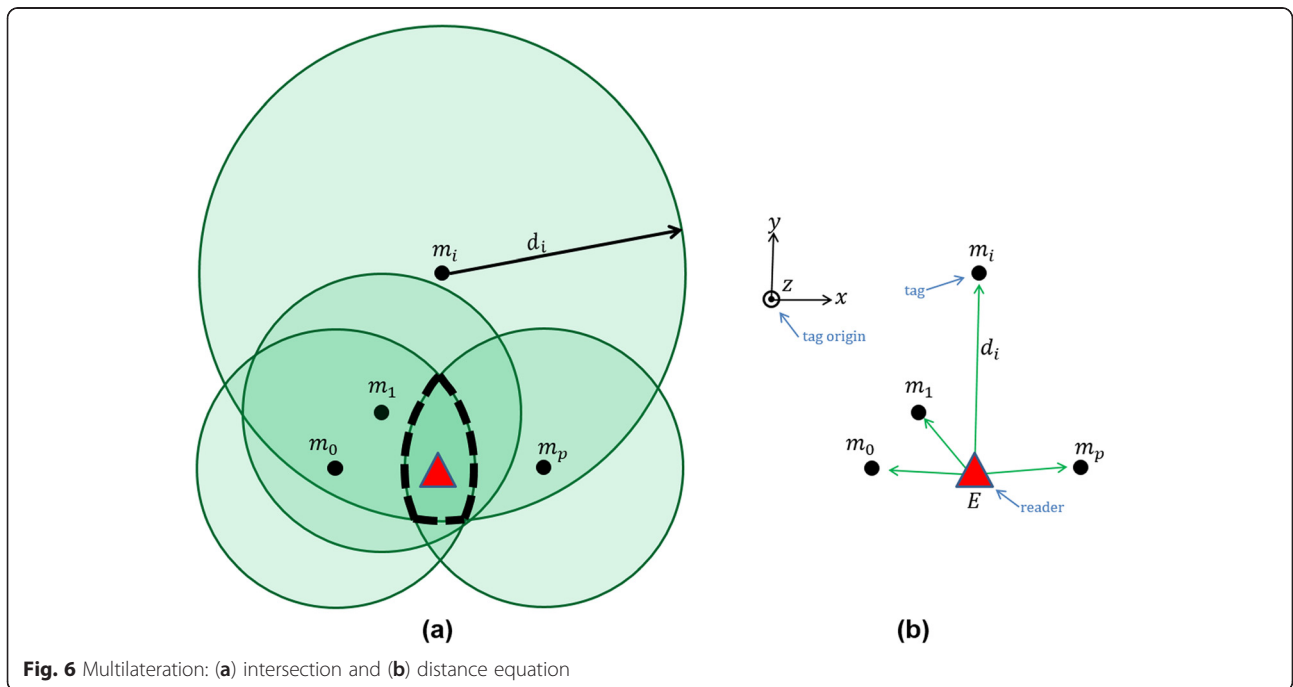 m_i
d_i
m_1
m_0
m_p
(a)
y
z
x
tag origin
m_i
tag
d_i
m_1
m_0
m_p
E
reader
(b)
Fig. 6 Multilateration: (a) intersection and (b) distance equation